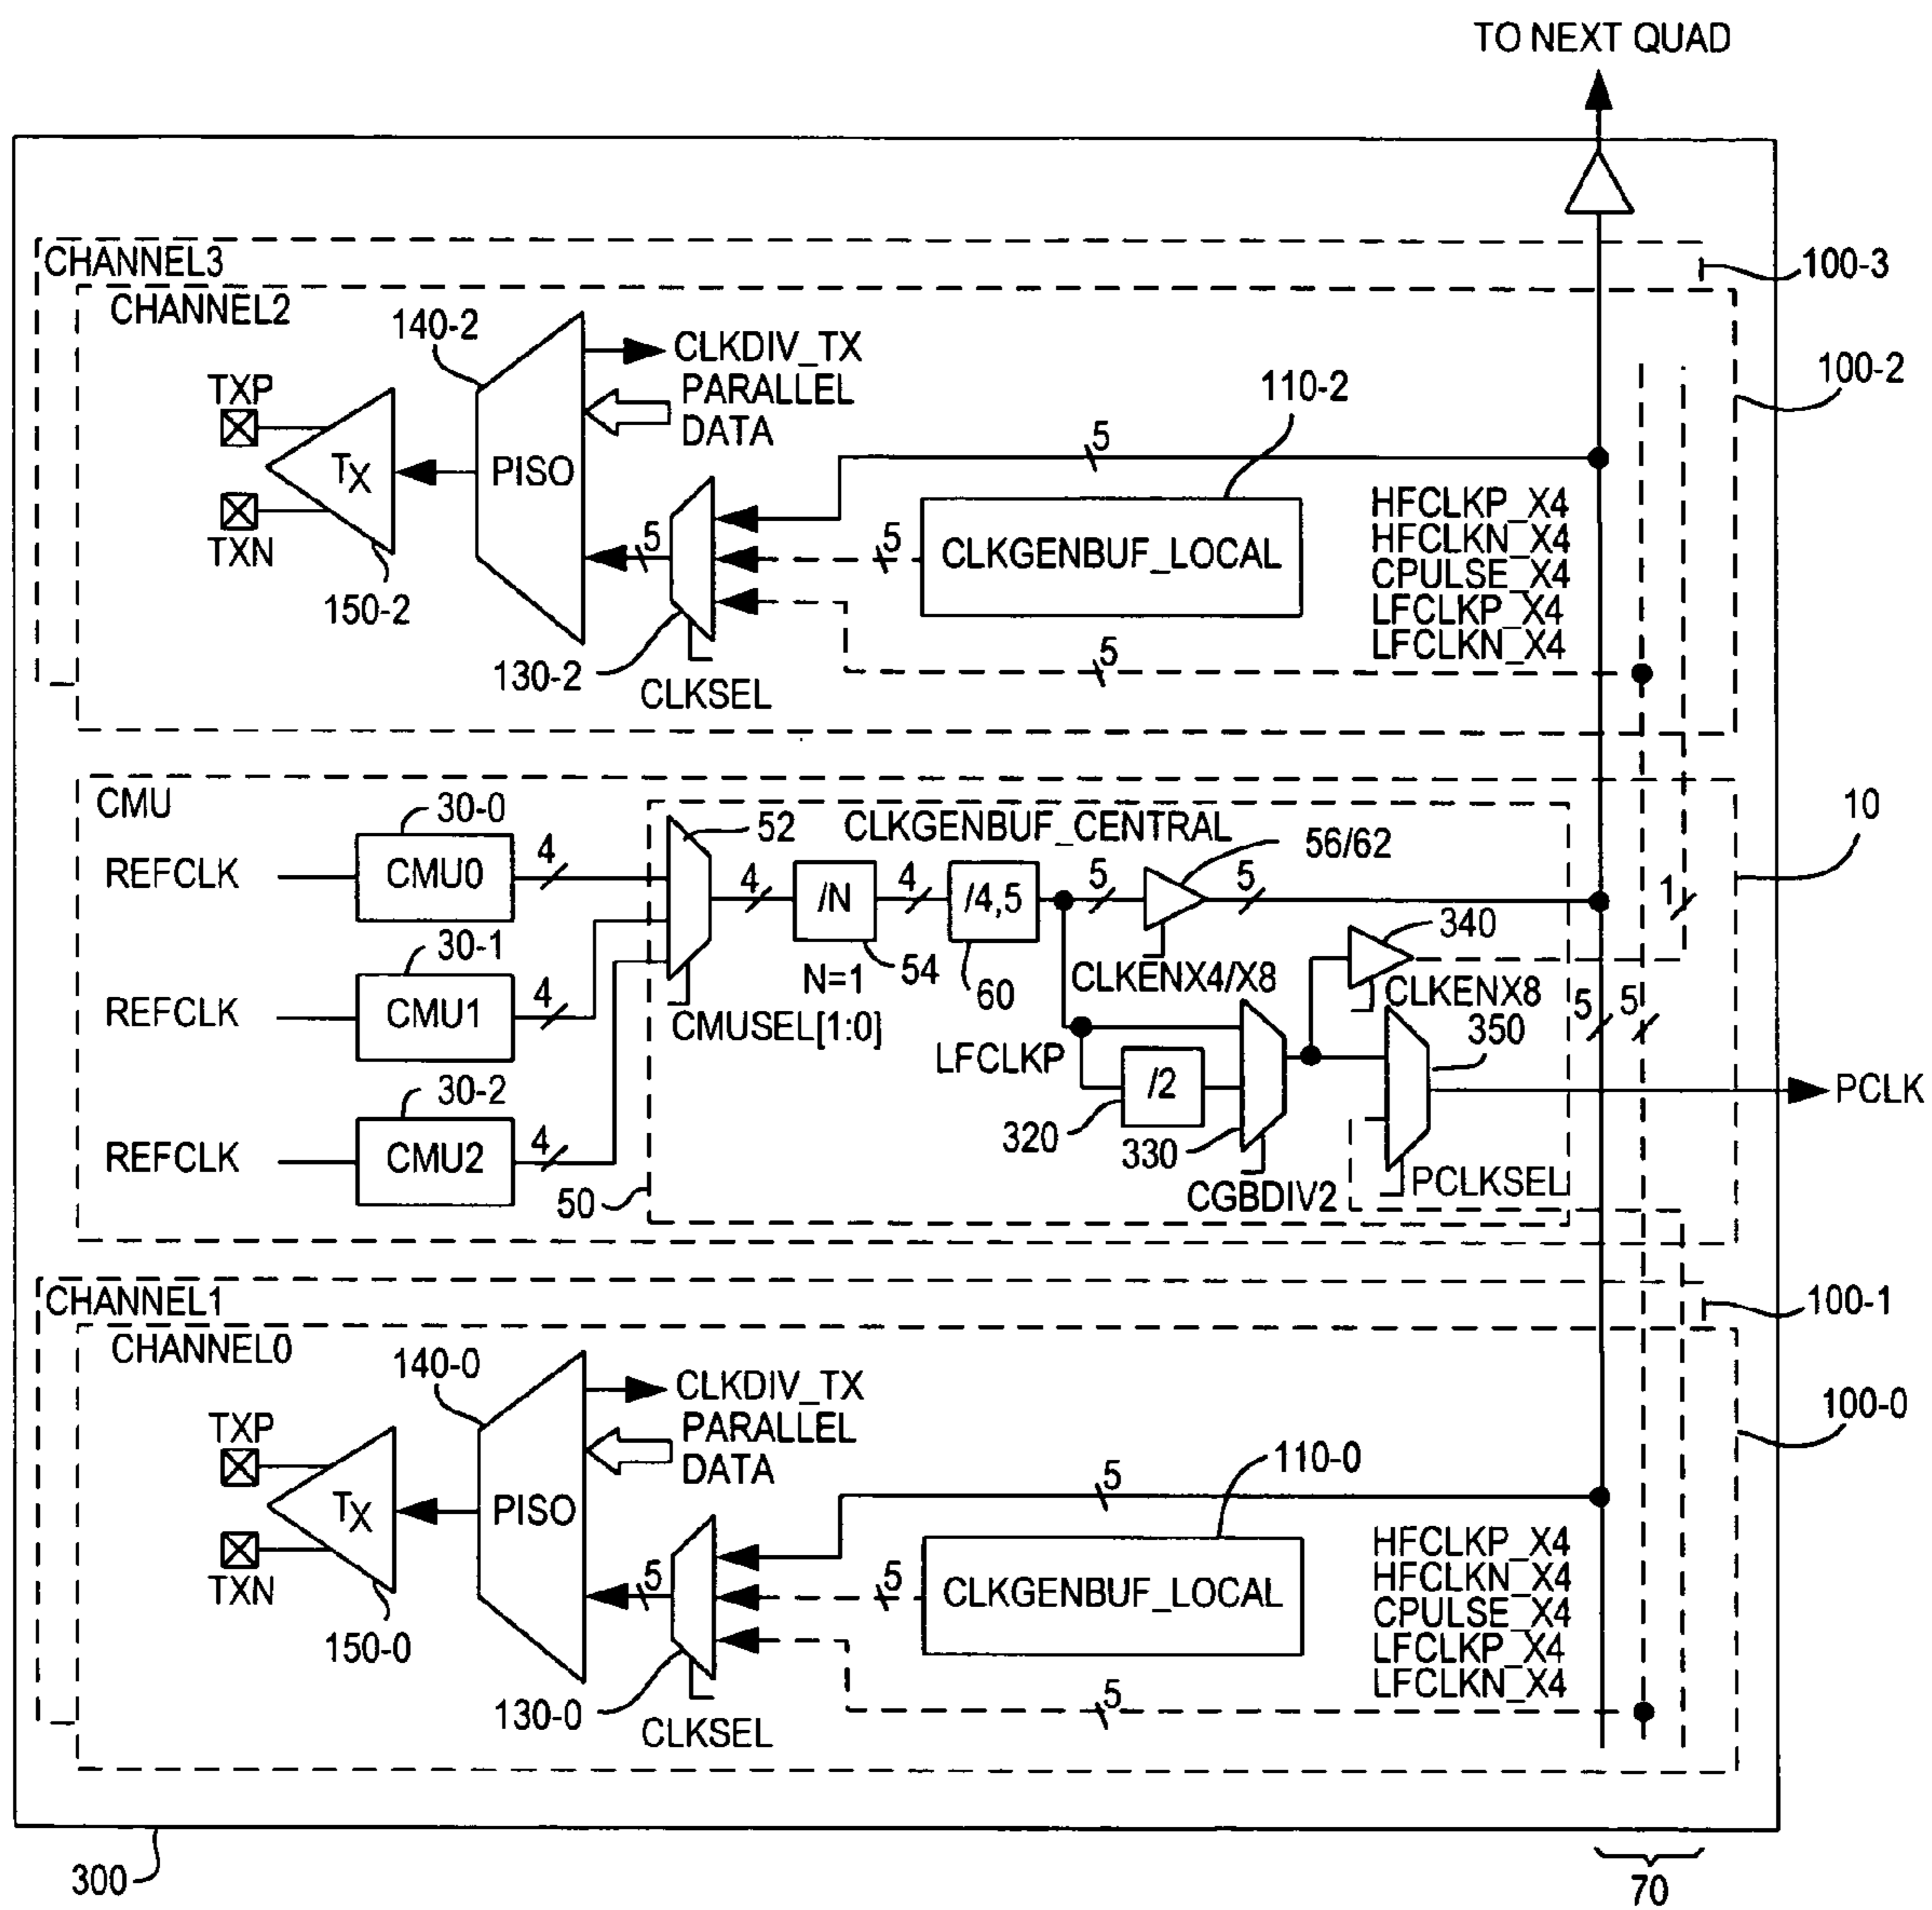 TO NEXT QUAD
CHANNEL3
100-3
CHANNEL2
140-2
CLKDIV_TX
100-2
TXP
PARALLEL
DATA
110-2
5
TX
PISO
HFCLKP_X4
HFCLKN_X4
CPULSE_X4
LFCLKP_X4
LFCLKN_X4
5
5
CLKGENBUF_LOCAL
TXN
150-2
5
130-2
CLKSEL
CMU
30-0
52
CLKGENBUF_CENTRAL
56/62
10
REFCLK
CMU0
4
4
/N
4
/4,5
5
5
1
340
30-1
54
N=1
60
CLKENX4/X8
CLKENX8
REFCLK
CMU1
4
CMUSEL[1:0]
5
5
350
LFCLKP
30-2
/2
PCLK
320
330
REFCLK
CMU2
4
50
CGBDIV2
PCLKSEL
CHANNEL1
100-1
CHANNEL0
140-0
CLKDIV_TX
100-0
TXP
PARALLEL
DATA
110-0
5
TX
PISO
HFCLKP_X4
HFCLKN_X4
CPULSE_X4
LFCLKP_X4
LFCLKN_X4
5
5
CLKGENBUF_LOCAL
TXN
150-0
5
130-0
CLKSEL
300
70